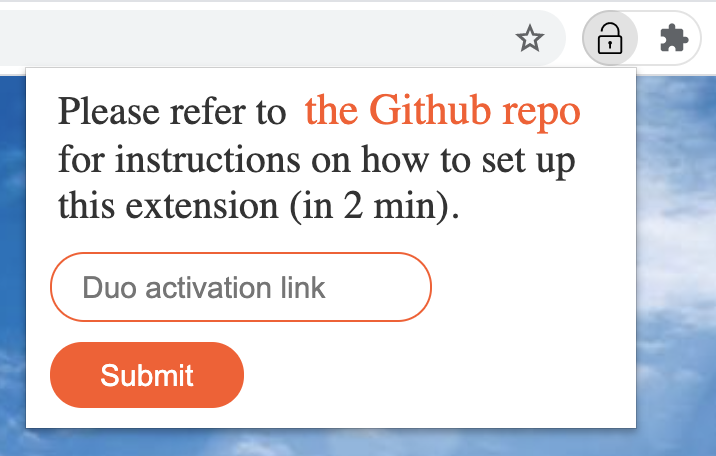 Please refer to the Github repo
for instructions on how to set up
this extension (in 2 min).
Duo activation link
Submit